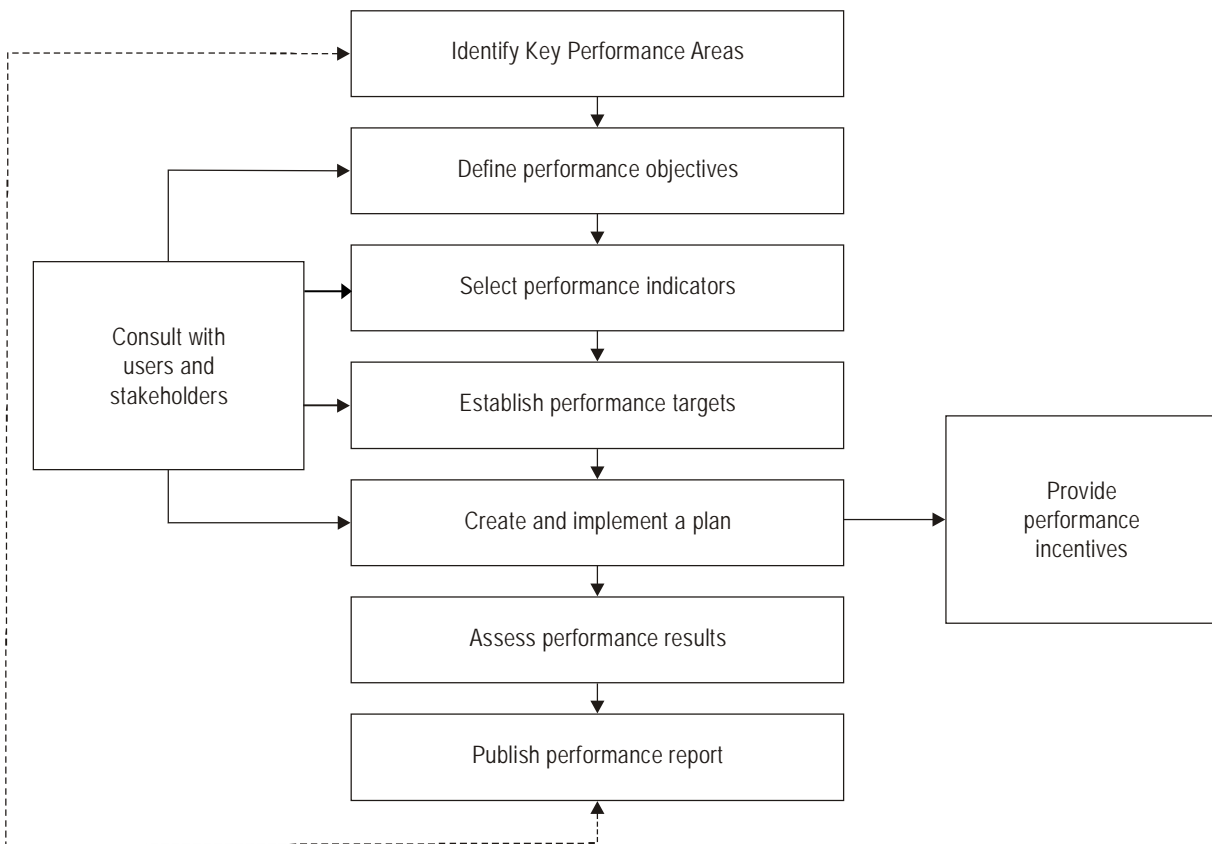 Identify Key Performance Areas
Define performance objectives
Select performance indicators
Consult with
users and
stakeholders
Establish performance targets
Create and implement a plan
Provide
performance
incentives
Assess performance results
Publish performance report